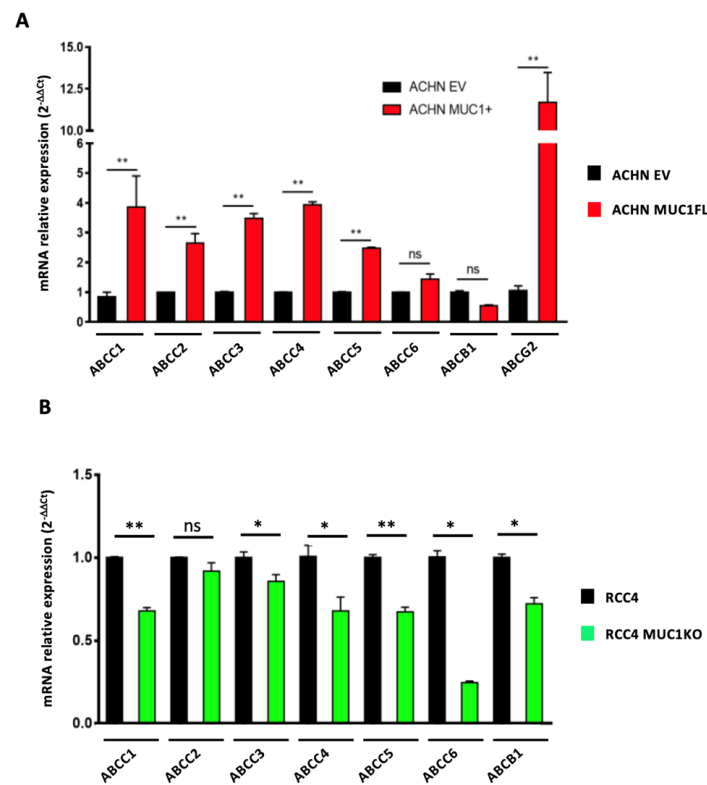 A
mRNA relative expression (2-ΔΔCt)
15.0
12.5
10.0
6
5
4
3
2
1
0
**
**
**
**
**
ns
ns
**
ACHN EV
ACHN MUC1+
ACHN EV
ACHN MUC1FL
ABCC1
ABCC2
ABCC3
ABCC4
ABCC5
ABCC6
ABCB1
ABCG2
B
mRNA relative expression (2-ΔΔCt)
1.5
1.0
0.5
0.0
**
ns
*
*
**
*
*
RCC4
RCC4 MUC1KO
ABCC1
ABCC2
ABCC3
ABCC4
ABCC5
ABCC6
ABCB1